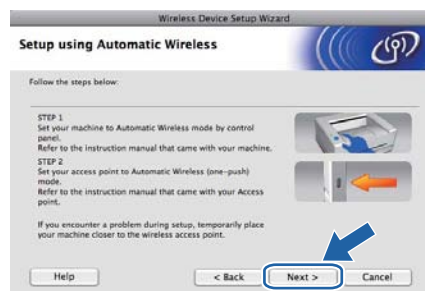 Wireless Device Setup Wizard
Setup using Automatic Wireless
Follow the steps below:
STEP 1
Set your machine to Automatic Wireless mode by control
panel.
Refer to the instruction manual that came with your machine.
STEP 2
Set your access point to Automatic Wireless (one-push)
mode.
Refer to the instruction manual that came with your Access
point.
If you encounter a problem during setup, temporarily place
your machine closer to the wireless access point.
Help
< Back
Next >
Cancel